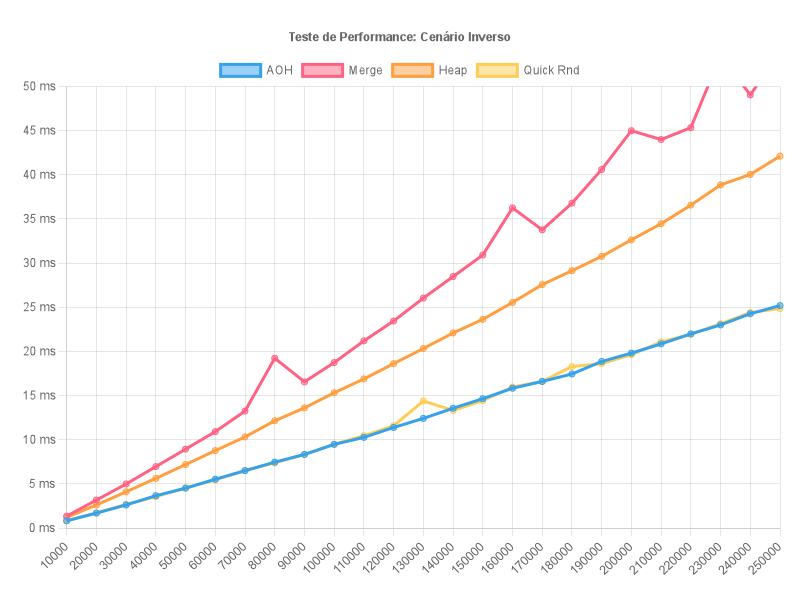 Teste de Performance: Cenário Inverso
AOH Merge Heap Quick Rnd
50 ms
45 ms
40 ms
35 ms
30 ms
25 ms
20 ms
15 ms
10 ms
5 ms
0 ms
10000 20000 30000 40000 50000 60000 70000 80000 90000 100000 110000 120000 130000 140000 150000 160000 170000 180000 190000 200000 210000 220000 230000 240000 250000